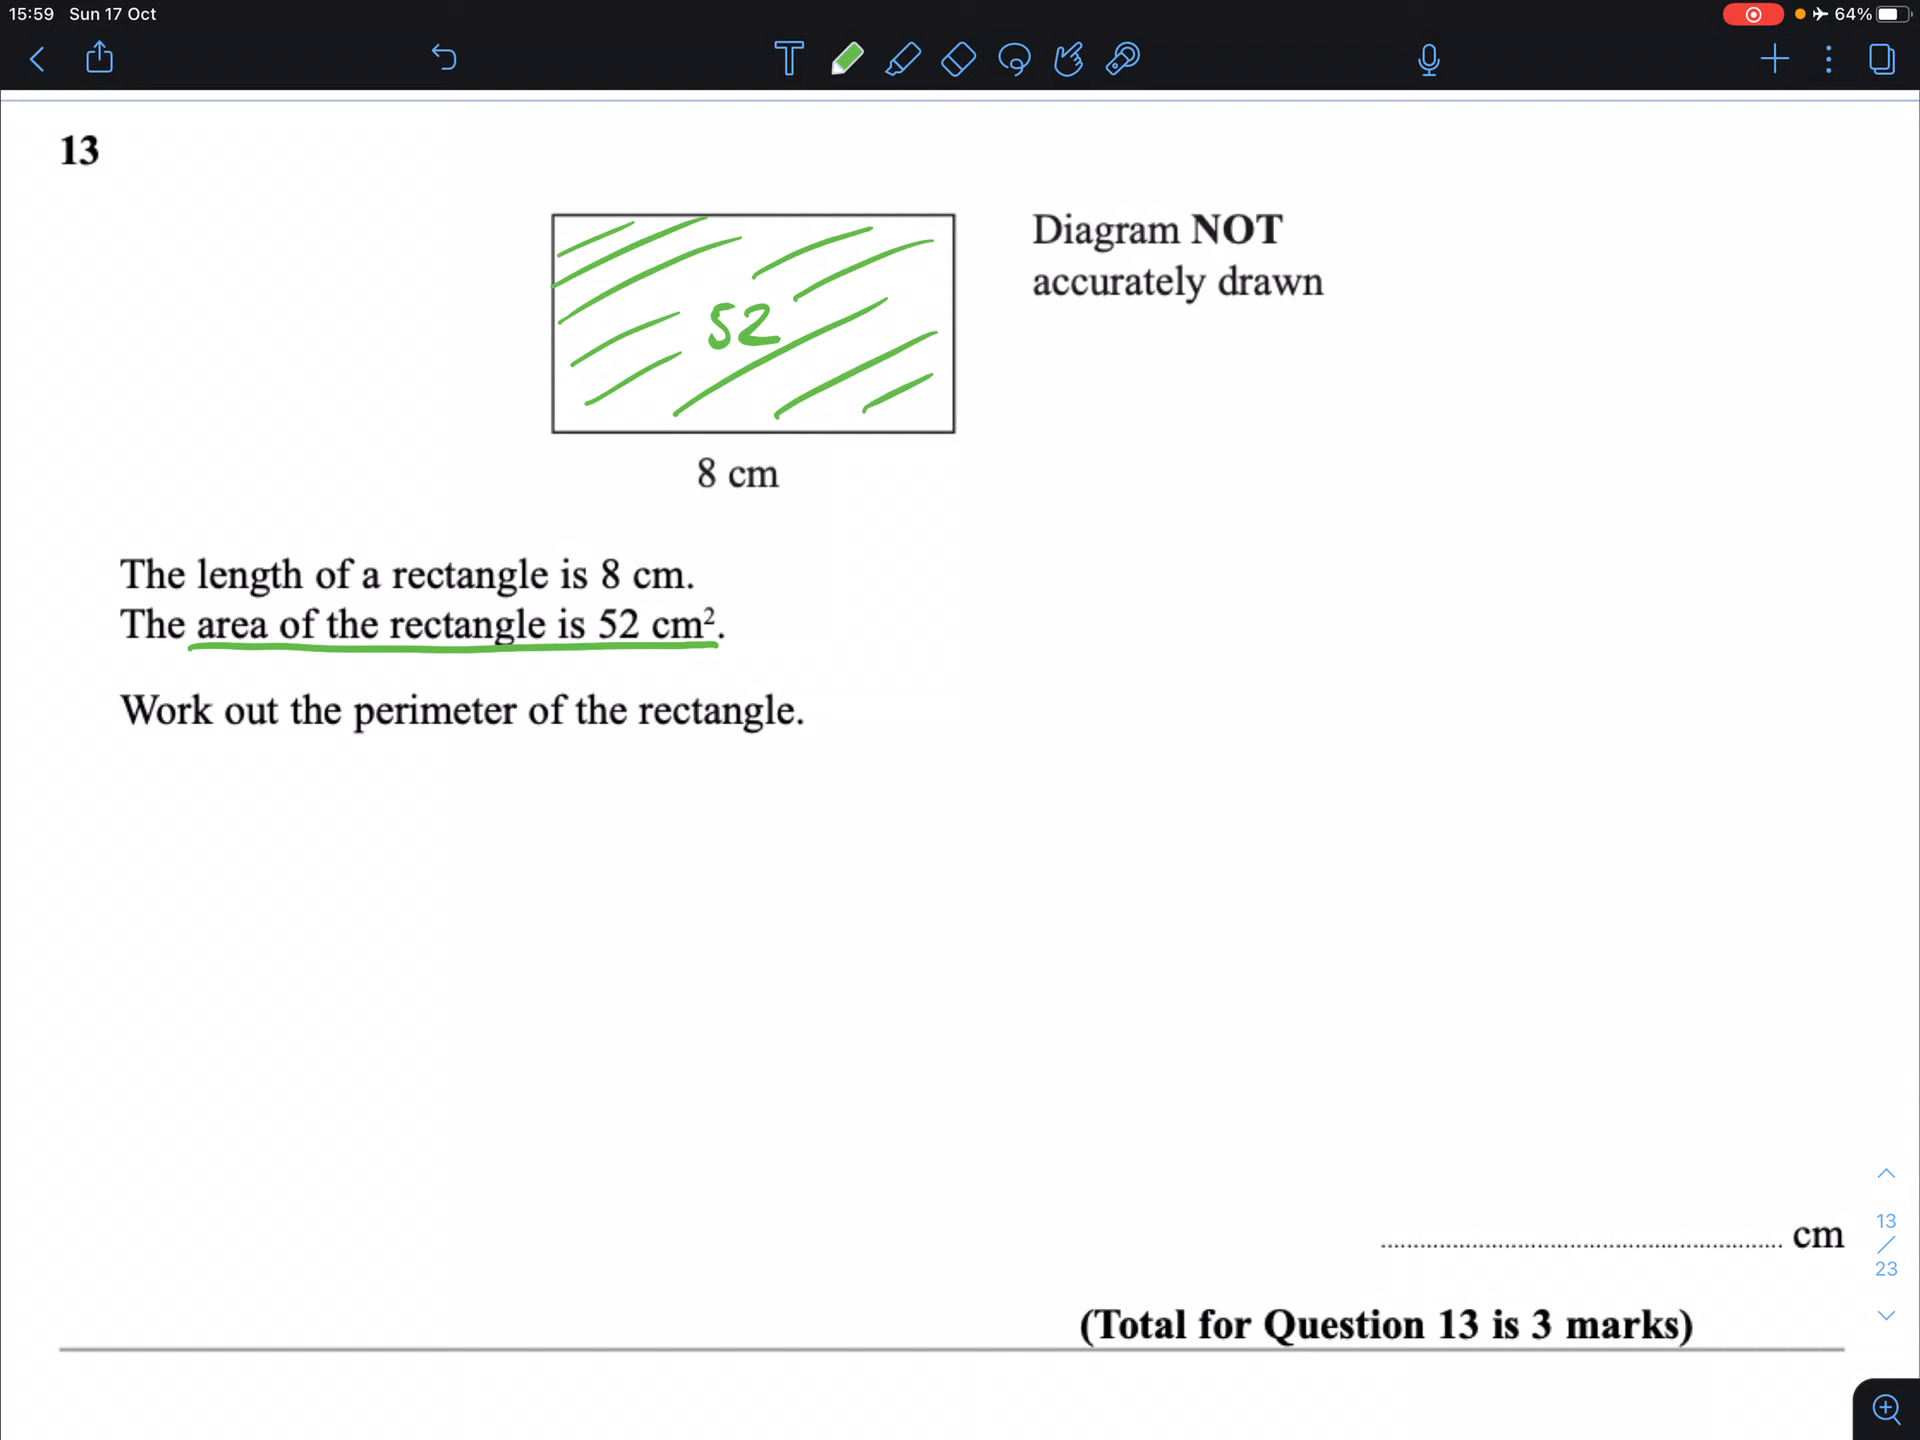 15:59 Sun 17 Oct
64%
13
Diagram NOT
accurately drawn
52
8 cm
The length of a rectangle is 8 cm.
The area of the rectangle is 52 cm².
Work out the perimeter of the rectangle.
.............................................................. cm
(Total for Question 13 is 3 marks)
13
/
23